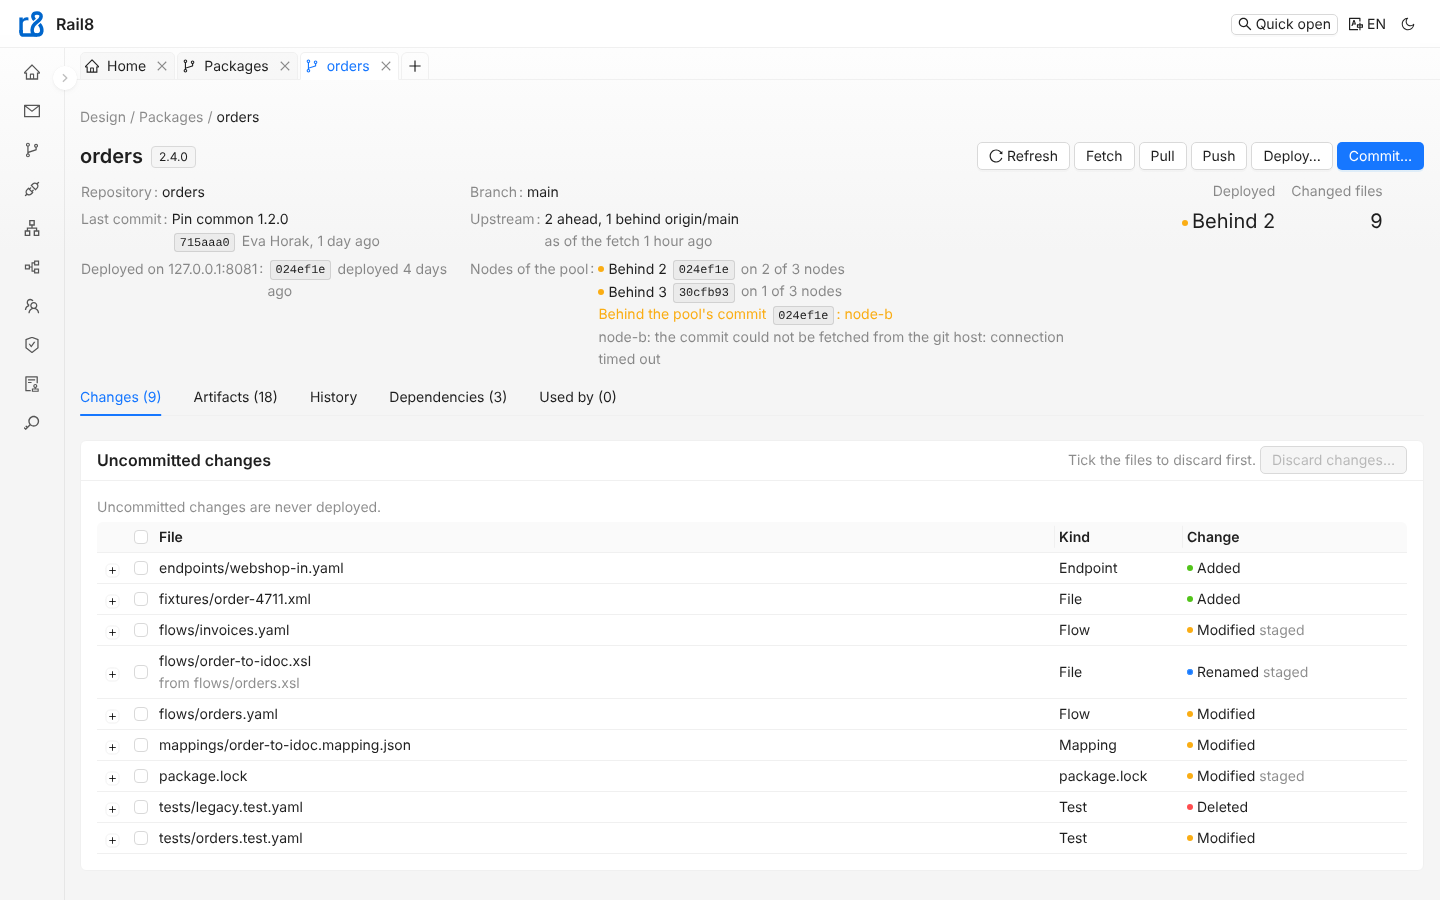 Rail8
Quick open
EN
Home
Packages
orders
Design / Packages / orders
orders 2.4.0
Refresh
Fetch
Pull
Push
Deploy...
Commit...
Repository: orders
Branch: main
Last commit: Pin common 1.2.0
715aaa0 Eva Horak, 1 day ago
Upstream: 2 ahead, 1 behind origin/main
as of the fetch 1 hour ago
Deployed on 127.0.0.1:8081: 024ef1e deployed 4 days
ago
Nodes of the pool: Behind 2 024ef1e on 2 of 3 nodes
Behind 3 30cfb93 on 1 of 3 nodes
Behind the pool's commit 024ef1e : node-b
node-b: the commit could not be fetched from the git host: connection
timed out
Deployed
Behind 2
Changed files
9
Changes (9)
Artifacts (18)
History
Dependencies (3)
Used by (0)
Uncommitted changes
Tick the files to discard first.
Discard changes...
Uncommitted changes are never deployed.
File Kind Change
endpoints/webshop-in.yaml Endpoint Added
fixtures/order-4711.xml File Added
flows/invoices.yaml Flow Modified staged
flows/order-to-idoc.xsl File Renamed staged
from flows/orders.xsl
flows/orders.yaml Flow Modified
mappings/order-to-idoc.mapping.json Mapping Modified
package.lock package.lock Modified staged
tests/legacy.test.yaml Test Deleted
tests/orders.test.yaml Test Modified